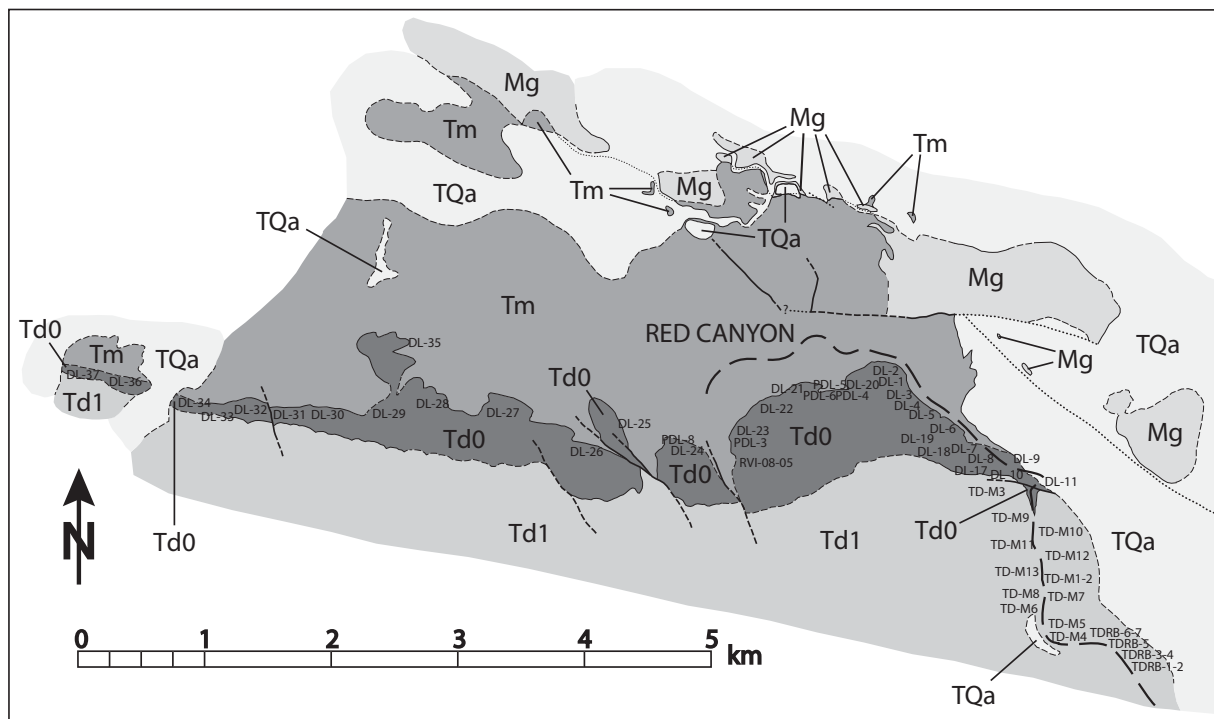 Mg
Tm
Mg
Tm
Tm
Mg
TQa
TQa
TQa
Mg
Tm
Td0
RED CANYON
TQa
Tm
TQa
Mg
DL-35
DL-2
Td0
PDL-5
DL-20
DL-1
DL-21
DL-37
DL-36
PDL-6
PDL-4
DL-3
Td1
DL-34
DL-32
DL-28
DL-22
DL-4
Mg
DL-33
DL-31
DL-30
DL-29
DL-27
DL-25
DL-5
DL-23
DL-6
Td0
PDL-8
PDL-3
Td0
DL-19
DL-26
DL-24
DL-18
DL-7
RVI-08-05
DL-8
DL-9
Td0
DL-17
DL-10
DL-11
TD-M3
N
Td0
Td1
Td1
Td0
TD-M9
TD-M10
TQa
TD-M11
TD-M12
TD-M13
TD-M1-2
TD-M8
TD-M7
TD-M6
TD-M5
TD-M4
TDRB-6-7
TDRB-5
TDRB-3-4
TDRB-1-2
TQa
0 1 2 3 4 5
km
?